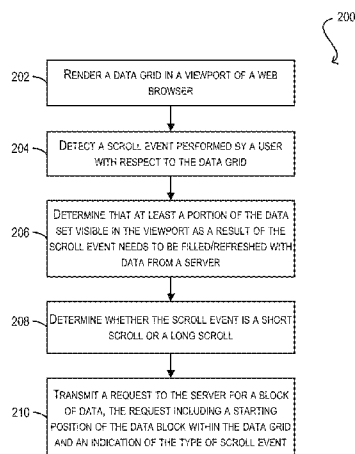 200
202
RENDER A DATA GRID IN A VIEWPORT OF A WEB
BROWSER
204
DETECT A SCROLL EVENT PERFORMED BY A USER
WITH RESPECT TO THE DATA GRID
206
DETERMINE THAT AT LEAST A PORTION OF THE DATA
SET VISIBLE IN THE VIEWPORT AS A RESULT OF THE
SCROLL EVENT NEEDS TO BE FILLED/REFRESHED WITH
DATA FROM A SERVER
208
DETERMINE WHETHER THE SCROLL EVENT IS A SHORT
SCROLL OR A LONG SCROLL
210
TRANSMIT A REQUEST TO THE SERVER FOR A BLOCK
OF DATA, THE REQUEST INCLUDING A STARTING
POSITION OF THE DATA BLOCK WITHIN THE DATA GRID
AND AN INDICATION OF THE TYPE OF SCROLL EVENT